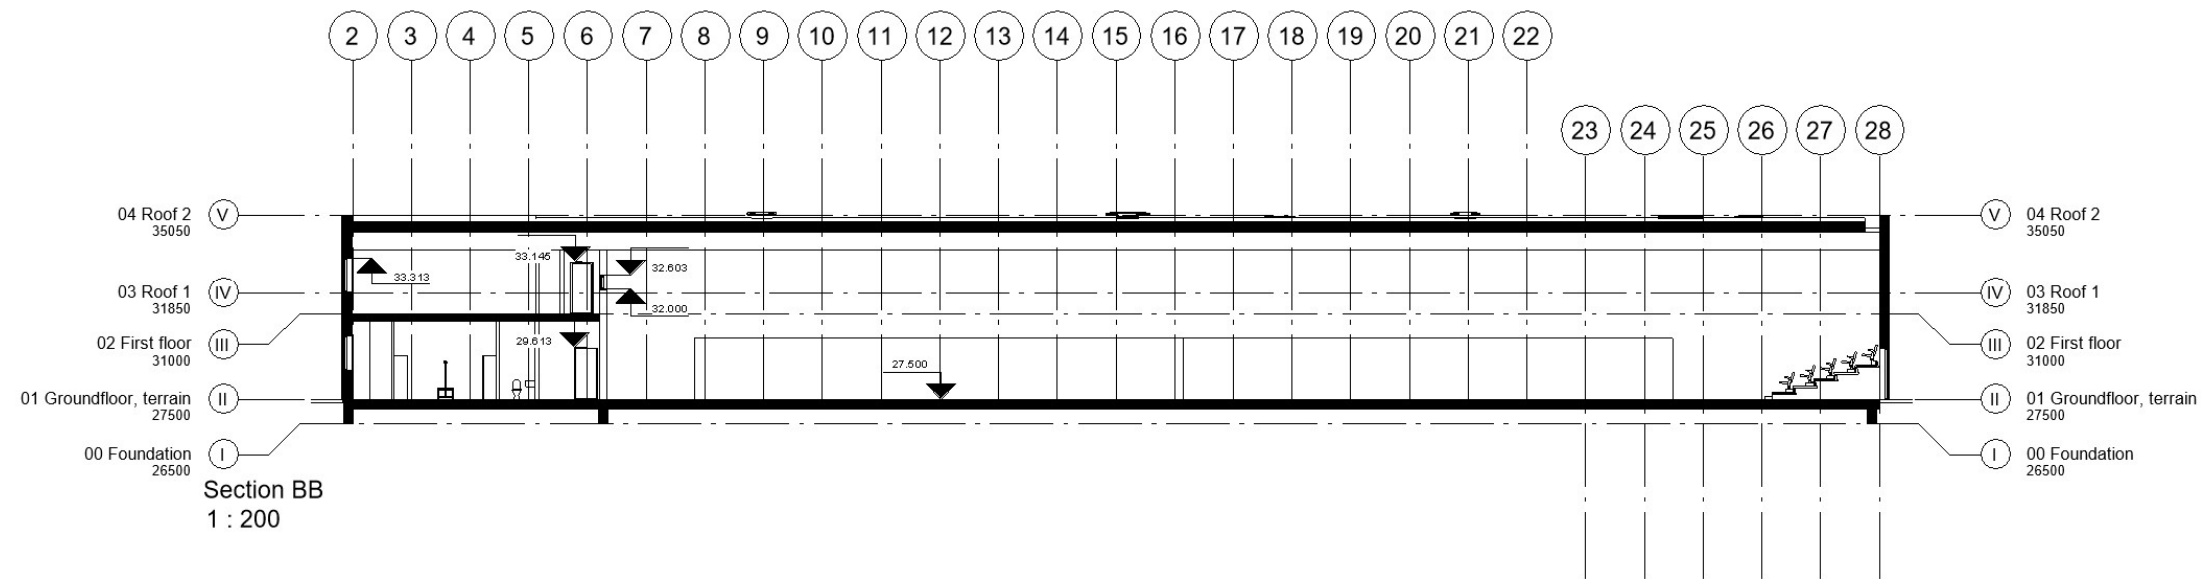 2 3 4 5 6 7 8 9 10 11 12 13 14 15 16 17 18 19 20 21 22
23 24 25 26 27 28
04 Roof 2 V
35050
V 04 Roof 2
35050
33.145
32.603
33.313
03 Roof 1 IV
31850
IV 03 Roof 1
31850
32.000
02 First floor III
31000
29.613
III 02 First floor
31000
27.500
01 Groundfloor, terrain II
27500
II 01 Groundfloor, terrain
27500
00 Foundation I
26500
I 00 Foundation
26500
Section BB
1 : 200